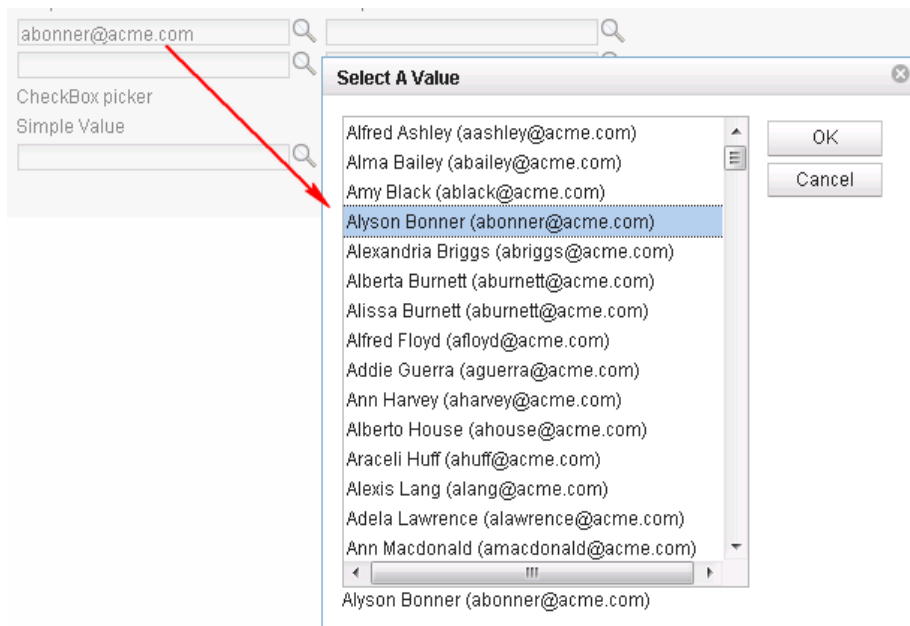 abonner@acme.com
CheckBox picker
Simple Value
Select A Value
Alfred Ashley (aashley@acme.com)
Alma Bailey (abailey@acme.com)
Amy Black (ablack@acme.com)
Alyson Bonner (abonner@acme.com)
Alexandria Briggs (abriggs@acme.com)
Alberta Burnett (aburnett@acme.com)
Alissa Burnett (aburnett@acme.com)
Alfred Floyd (afloyd@acme.com)
Addie Guerra (aguerra@acme.com)
Ann Harvey (aharvey@acme.com)
Alberto House (ahouse@acme.com)
Araceli Huff (ahuff@acme.com)
Alexis Lang (alang@acme.com)
Adela Lawrence (alawrence@acme.com)
Ann Macdonald (amacdonald@acme.com)
Alyson Bonner (abonner@acme.com)
OK
Cancel